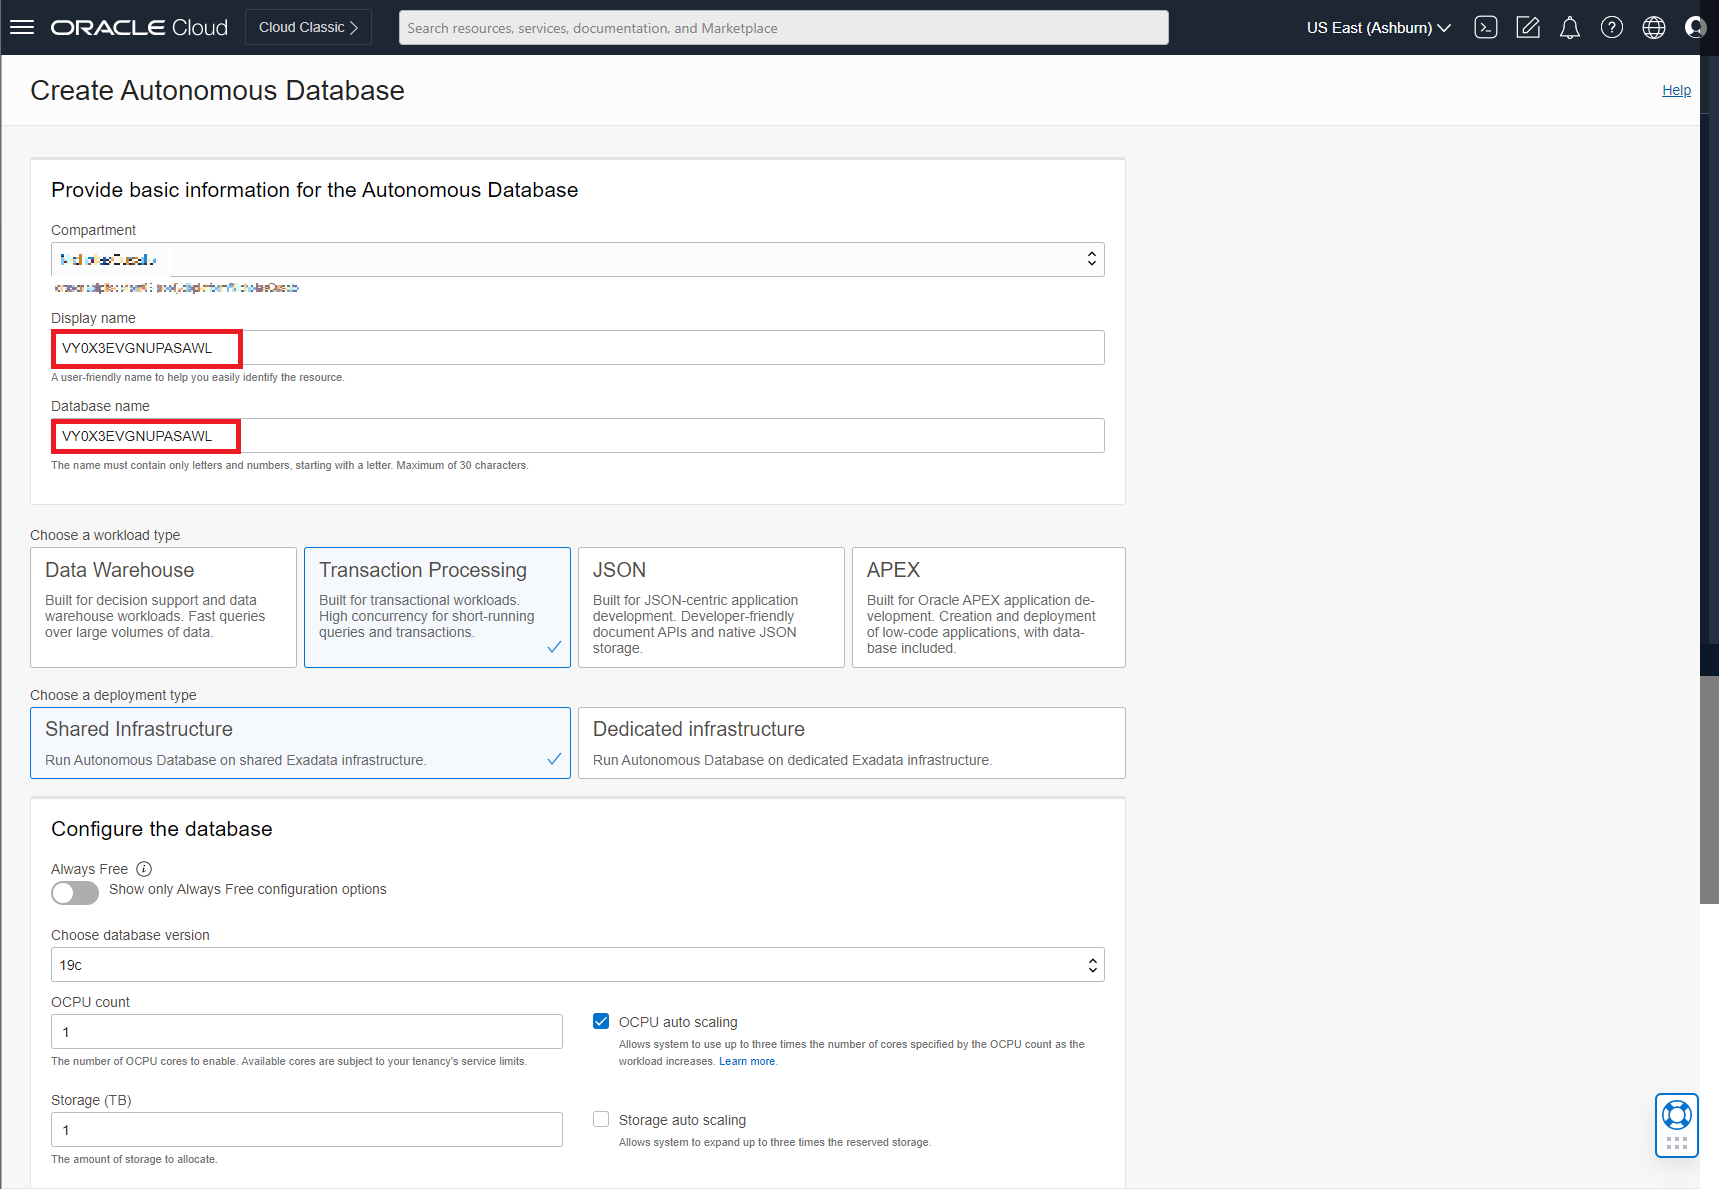 ORACLE Cloud
Cloud Classic
Search resources, services, documentation, and Marketplace
US East (Ashburn)
Create Autonomous Database
Help
Provide basic information for the Autonomous Database
Compartment
Display name
VY0X3EVGNUPASAWL
A user-friendly name to help you easily identify the resource.
Database name
VY0X3EVGNUPASAWL
The name must contain only letters and numbers, starting with a letter. Maximum of 30 characters.
Choose a workload type
Data Warehouse
Built for decision support and data
warehouse workloads. Fast queries
over large volumes of data.
Transaction Processing
Built for transactional workloads.
High concurrency for short-running
queries and transactions.
JSON
Built for JSON-centric application
development. Developer-friendly
document APIs and native JSON
storage.
APEX
Built for Oracle APEX application de-
velopment. Creation and deployment
of low-code applications, with data-
base included.
Choose a deployment type
Shared Infrastructure
Run Autonomous Database on shared Exadata infrastructure.
Dedicated infrastructure
Run Autonomous Database on dedicated Exadata infrastructure.
Configure the database
Always Free
Show only Always Free configuration options
Choose database version
19c
OCPU count
1
The number of OCPU cores to enable. Available cores are subject to your tenancy's service limits.
OCPU auto scaling
Allows system to use up to three times the number of cores specified by the OCPU count as the
workload increases. Learn more.
Storage (TB)
1
The amount of storage to allocate.
Storage auto scaling
Allows system to expand up to three times the reserved storage.